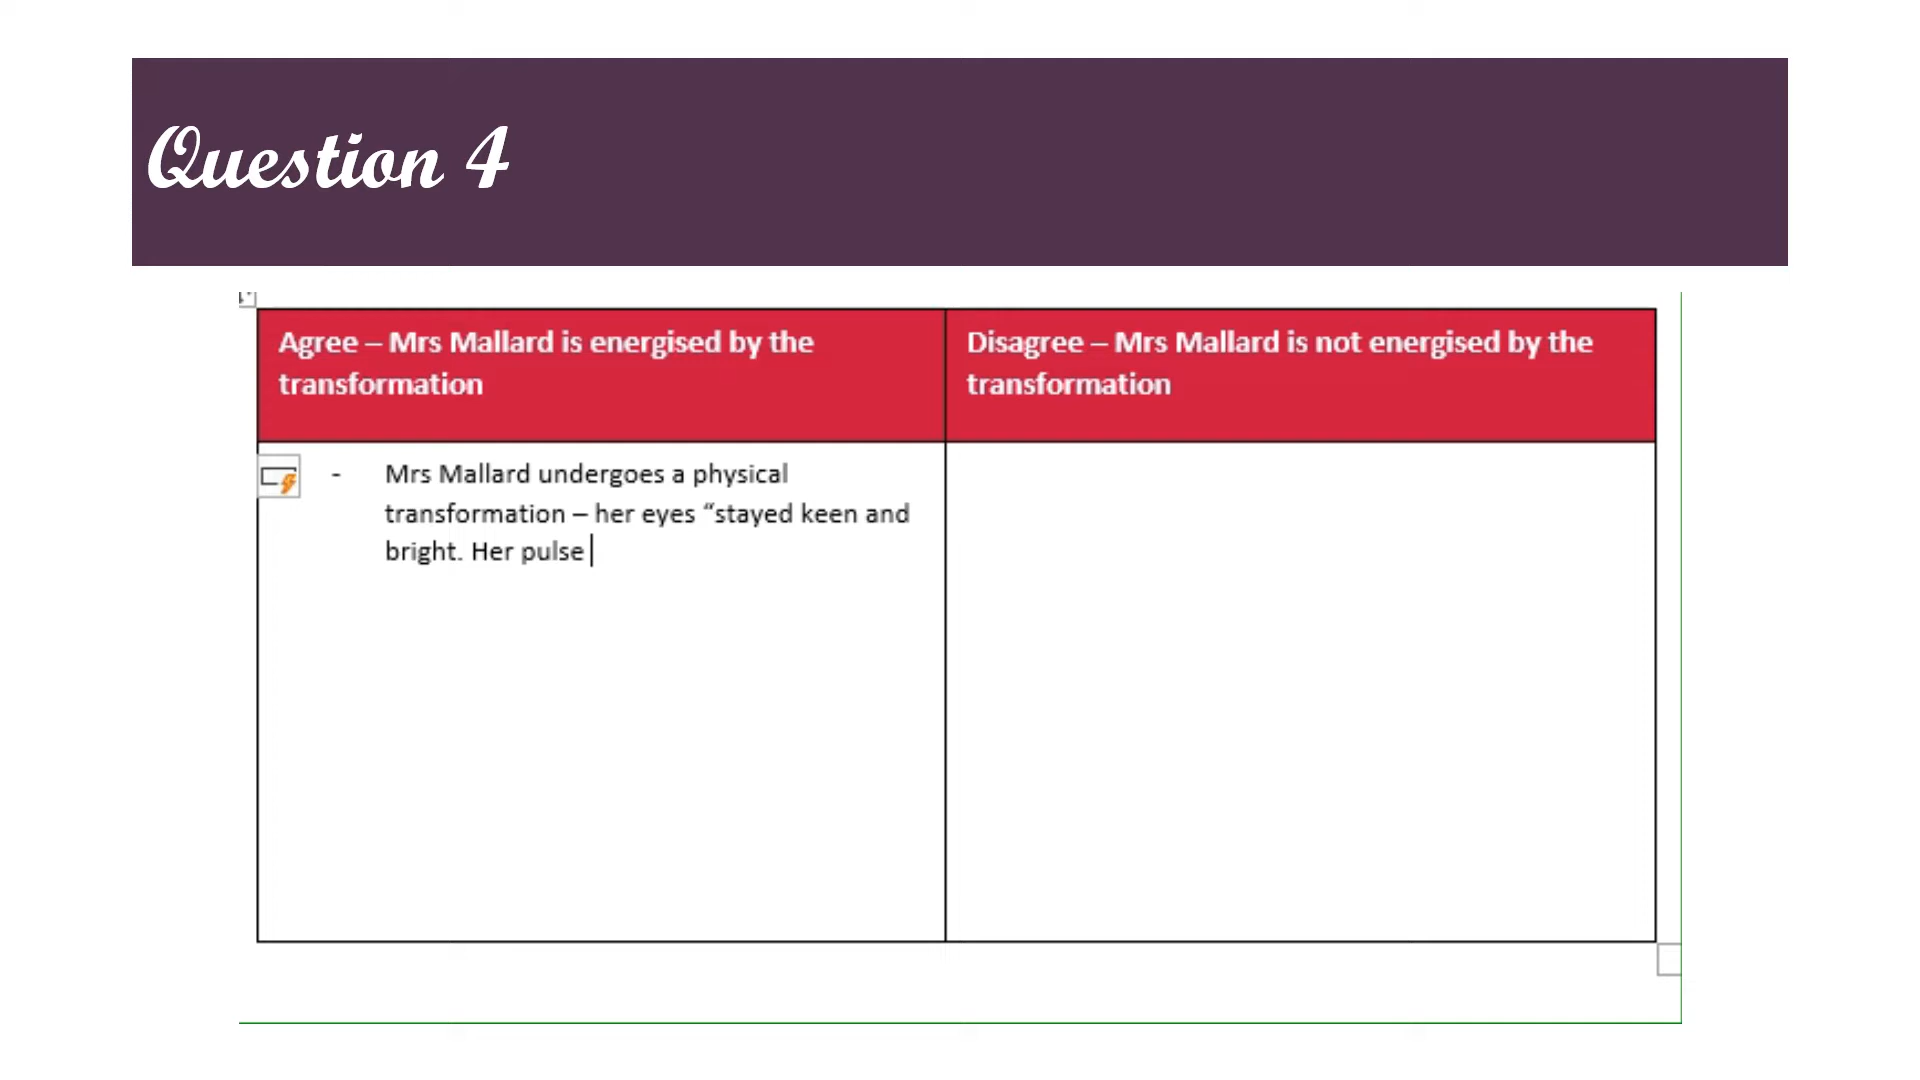 Question 4
Agree – Mrs Mallard is energised by the
transformation
Disagree – Mrs Mallard is not energised by the
transformation
- Mrs Mallard undergoes a physical
transformation – her eyes “stayed keen and
bright. Her pulse